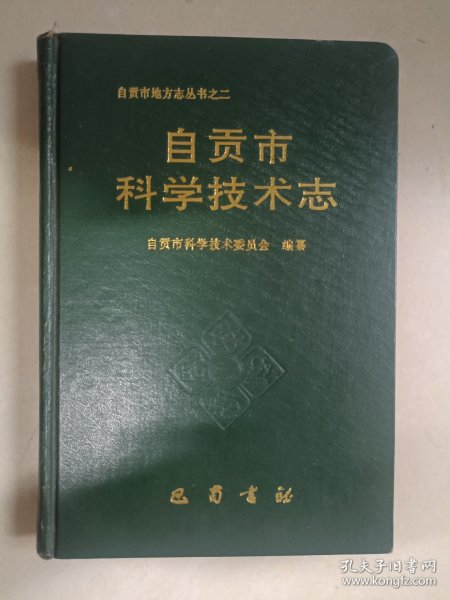 自贡市地方志丛书之二
自贡市
科学技术志
自贡市科学技术委员会 编纂
巴蜀书社
孔夫子旧书网
www.kongfz.com